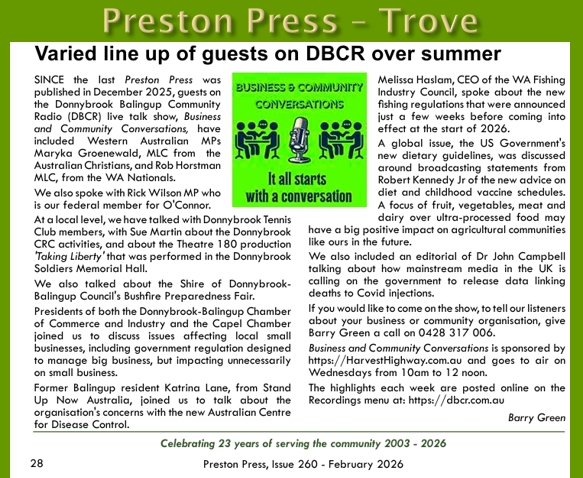 Preston Press - Trove
Varied line up of guests on DBCR over summer
SINCE the last Preston Press was
published in December 2025, guests on
the Donnybrook Balingup Community
Radio (DBCR) live talk show, Business
and Community Conversations, have
included Western Australian MPs
Maryka Groenewald, MLC from the
Australian Christians, and Rob Horstman
MLC, from the WA Nationals.
We also spoke with Rick Wilson MP who
is our federal member for O'Connor.
At a local level, we have talked with Donnybrook Tennis
Club members, with Sue Martin about the Donnybrook
CRC activities, and about the Theatre 180 production
'Taking Liberty' that was performed in the Donnybrook
Soldiers Memorial Hall.
We also talked about the Shire of Donnybrook-
Balingup Council's Bushfire Preparedness Fair.
Presidents of both the Donnybrook-Balingup Chamber
of Commerce and Industry and the Capel Chamber
joined us to discuss issues affecting local small
businesses, including government regulation designed
to manage big business, but impacting unnecessarily
on small business.
Former Balingup resident Katrina Lane, from Stand
Up Now Australia, joined us to talk about the
organisation's concerns with the new Australian Centre
for Disease Control.
BUSINESS & COMMUNITY
CONVERSATIONS
It all starts
with a conversation
Melissa Haslam, CEO of the WA Fishing
Industry Council, spoke about the new
fishing regulations that were announced
just a few weeks before coming into
effect at the start of 2026.
A global issue, the US Government's
new dietary guidelines, was discussed
around broadcasting statements from
Robert Kennedy Jr of the new advice on
diet and childhood vaccine schedules.
A focus of fruit, vegetables, meat and
dairy over ultra-processed food may
have a big positive impact on agricultural communities
like ours in the future.
We also included an editorial of Dr John Campbell
talking about how mainstream media in the UK is
calling on the government to release data linking
deaths to Covid injections.
If you would like to come on the show, to tell our listeners
about your business or community organisation, give
Barry Green a call on 0428 317 006.
Business and Community Conversations is sponsored by
https://HarvestHighway.com.au and goes to air on
Wednesdays from 10am to 12 noon.
The highlights each week are posted online on the
Recordings menu at: https://dbcr.com.au
Barry Green
Celebrating 23 years of serving the community 2003 - 2026
28
Preston Press, Issue 260 - February 2026